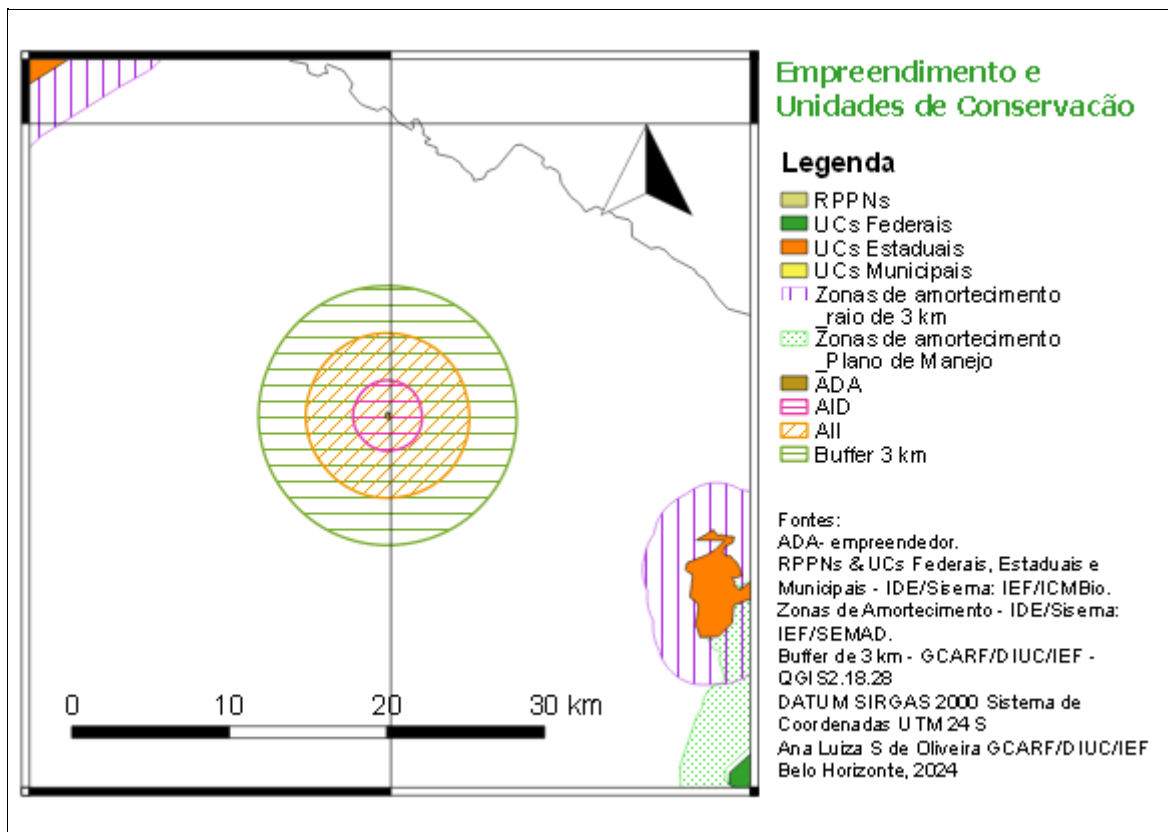 Empreendimento e
Unidades de Conservacão
Legenda
RPPNs
UCs Federais
UCs Estaduais
UCs Municipais
Zonas de amortecimento
_raio de 3 km
Zonas de amortecimento
_Plano de Manejo
ADA
AID
AII
Buffer 3 km
Fontes:
ADA- empreendedor.
RPPNs & UCs Federais, Estaduais e
Municipais - IDE/Sisema: IEF/ICMBio.
Zonas de Amortecimento - IDE/Sisema:
IEF/SEMAD.
Buffer de 3 km - GCARF/DIUC/IEF -
QGIS2.18.28
DATUM SIRGAS 2000 Sistema de
Coordenadas UTM 24 S
Ana Luiza S de Oliveira GCARF/DIUC/IEF
Belo Horizonte, 2024
0 10 20 30 km